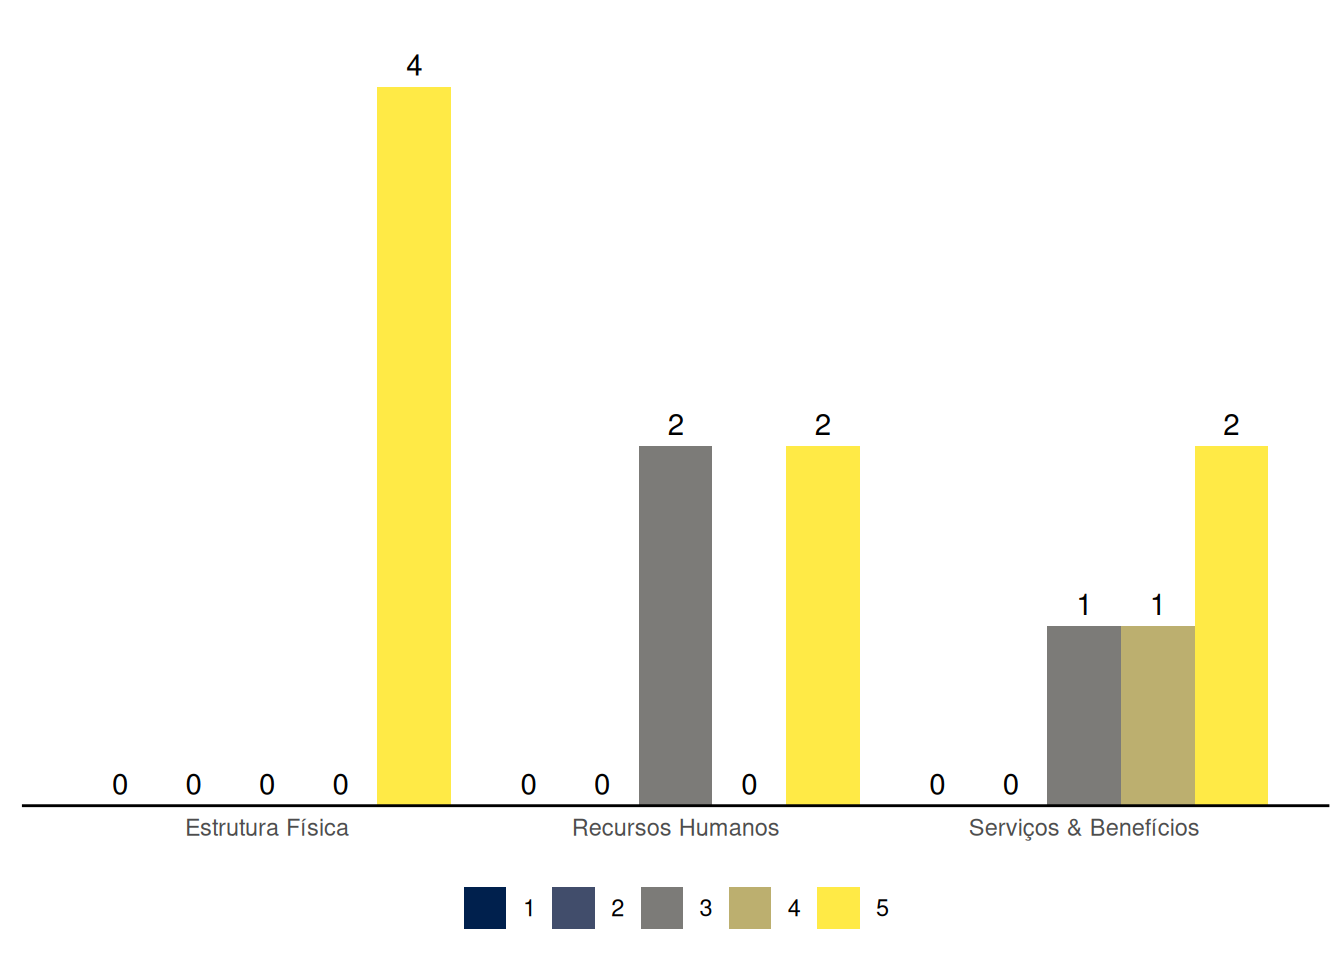 4
2 2 2
1 1
0 0 0 0 0 0 0 0 0
Estrutura Física Recursos Humanos Serviços & Benefícios
1 2 3 4 5